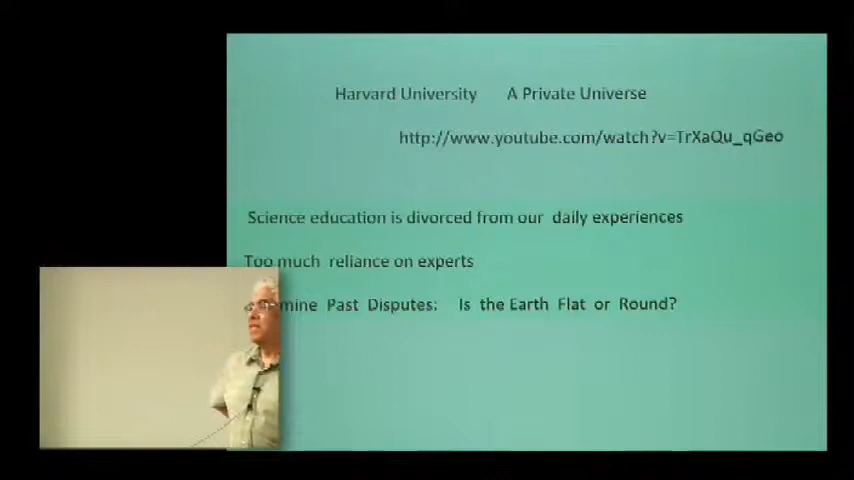 Harvard University A Private Universe
http://www.youtube.com/watch?v=TrXaQu_qGeo
Science education is divorced from our daily experiences
Too much reliance on experts
Past Disputes: Is the Earth Flat or Round?